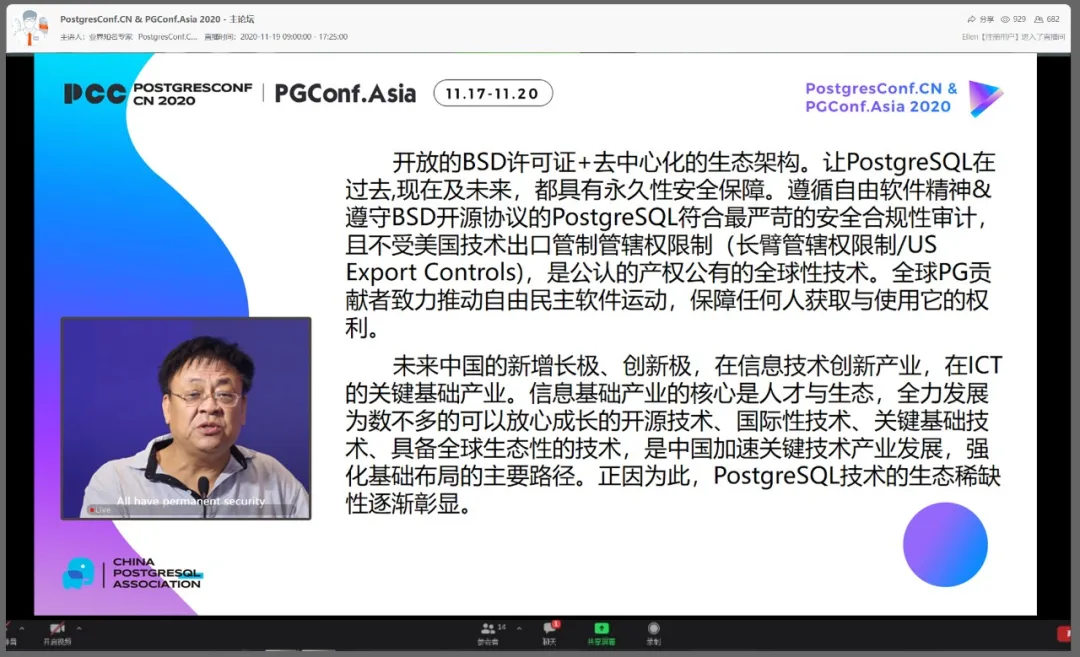 PostgresConf.CN & PGConf.Asia 2020 - 主论坛
主讲人: 业界知名专家 PostgresConf.C... 直播时间: 2020-11-19 09:00:00 - 17:25:00
分享 929 682
Ellen【注册用户】进入了直播间
PCC POSTGRESCONF CN 2020
PGConf.Asia
11.17-11.20
PostgresConf.CN &
PGConf.Asia 2020
开放的BSD许可证+去中心化的生态架构。让PostgreSQL在
过去,现在及未来，都具有永久性安全保障。遵循自由软件精神&
遵守BSD开源协议的PostgreSQL符合最严苛的安全合规性审计，
且不受美国技术出口管制管辖权限制（长臂管辖权限制/US
Export Controls)，是公认的产权公有的全球性技术。全球PG贡
献者致力推动自由民主软件运动，保障任何人获取与使用它的权
利。
未来中国的新增长极、创新极，在信息技术创新产业，在ICT
的关键基础产业。信息基础产业的核心是人才与生态，全力发展
为数不多的可以放心成长的开源技术、国际性技术、关键基础技
术、具备全球生态性的技术，是中国加速关键技术产业发展，强
化基础布局的主要路径。正因为此，PostgreSQL技术的生态稀缺
性逐渐彰显。
All have permanent security
Live
CHINA
POSTGRESQL
ASSOCIATION
开启视频
14
参会者
1
聊天
共享屏幕
录制